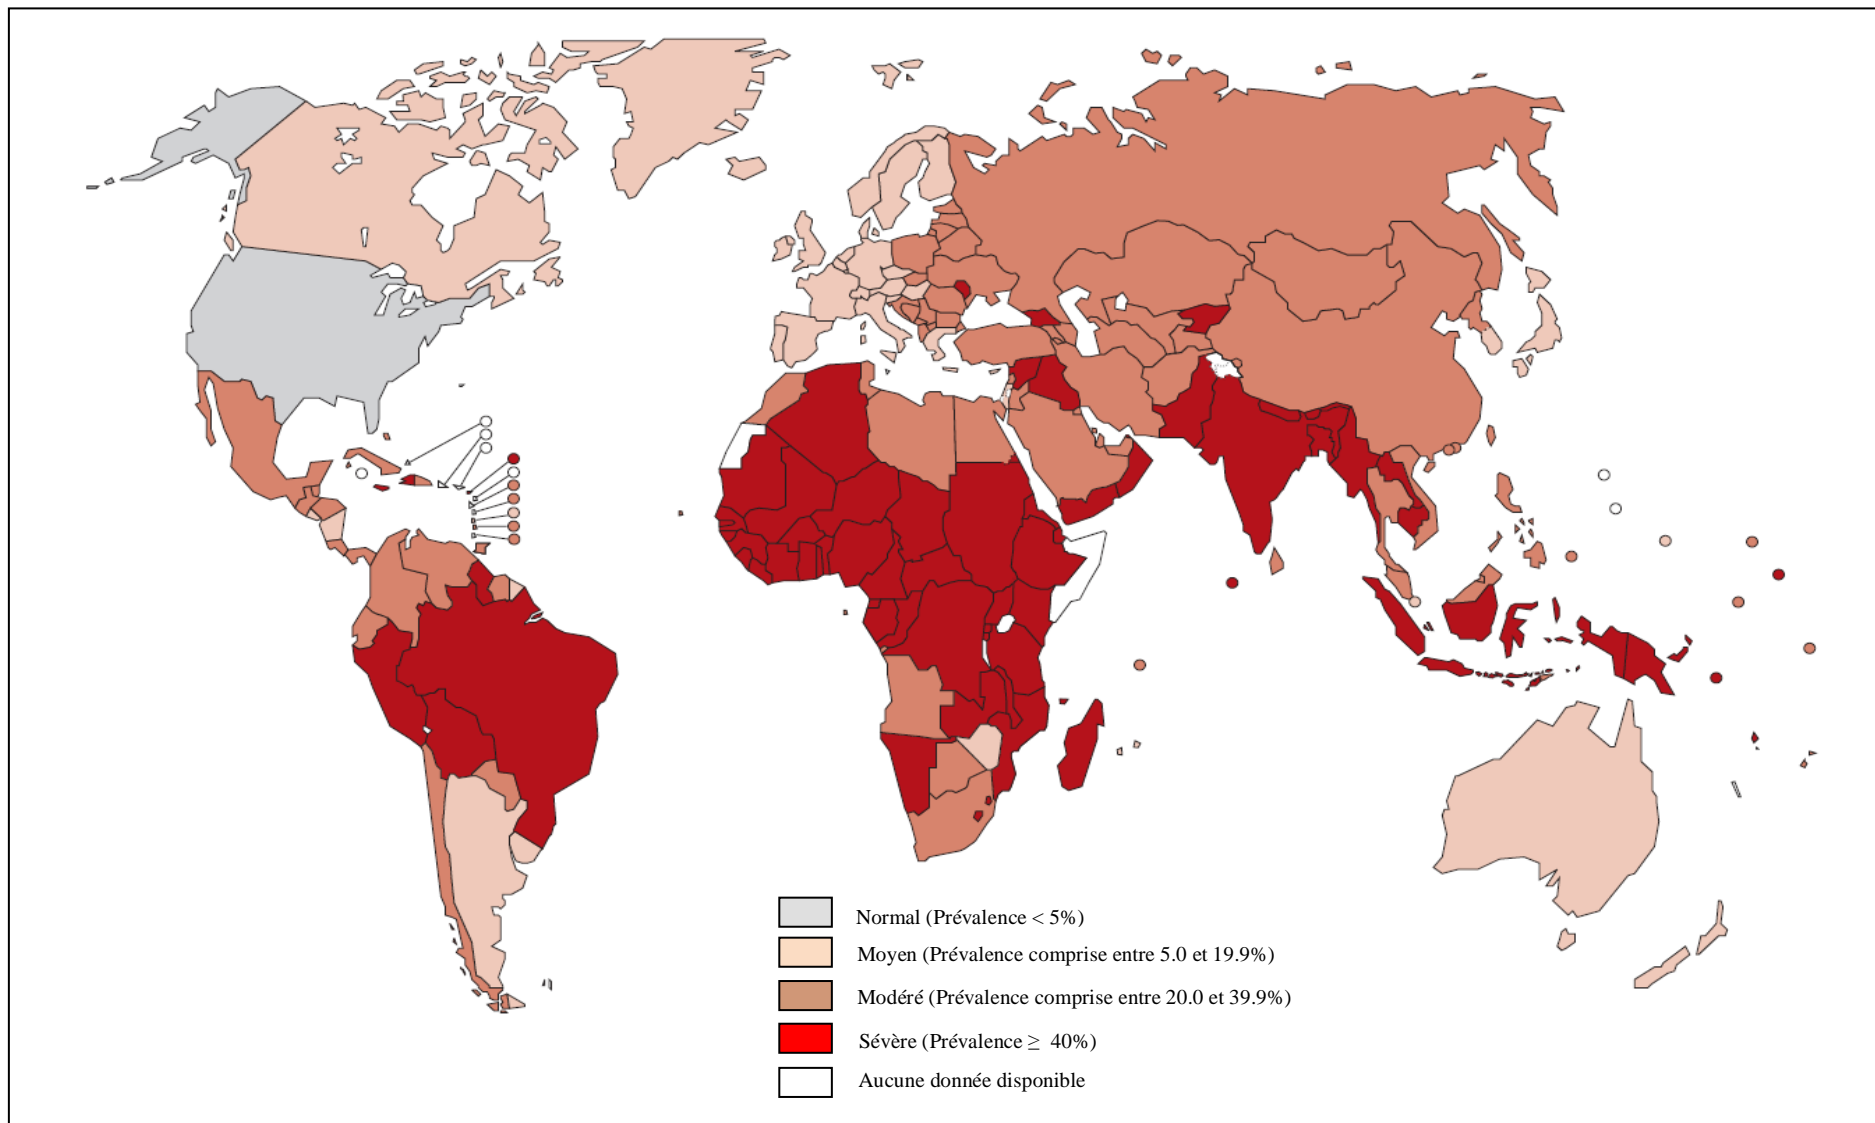 Normal (Prévalence < 5%)
Moyen (Prévalence comprise entre 5.0 et 19.9%)
Modéré (Prévalence comprise entre 20.0 et 39.9%)
Sévère (Prévalence ≥ 40%)
Aucune donnée disponible